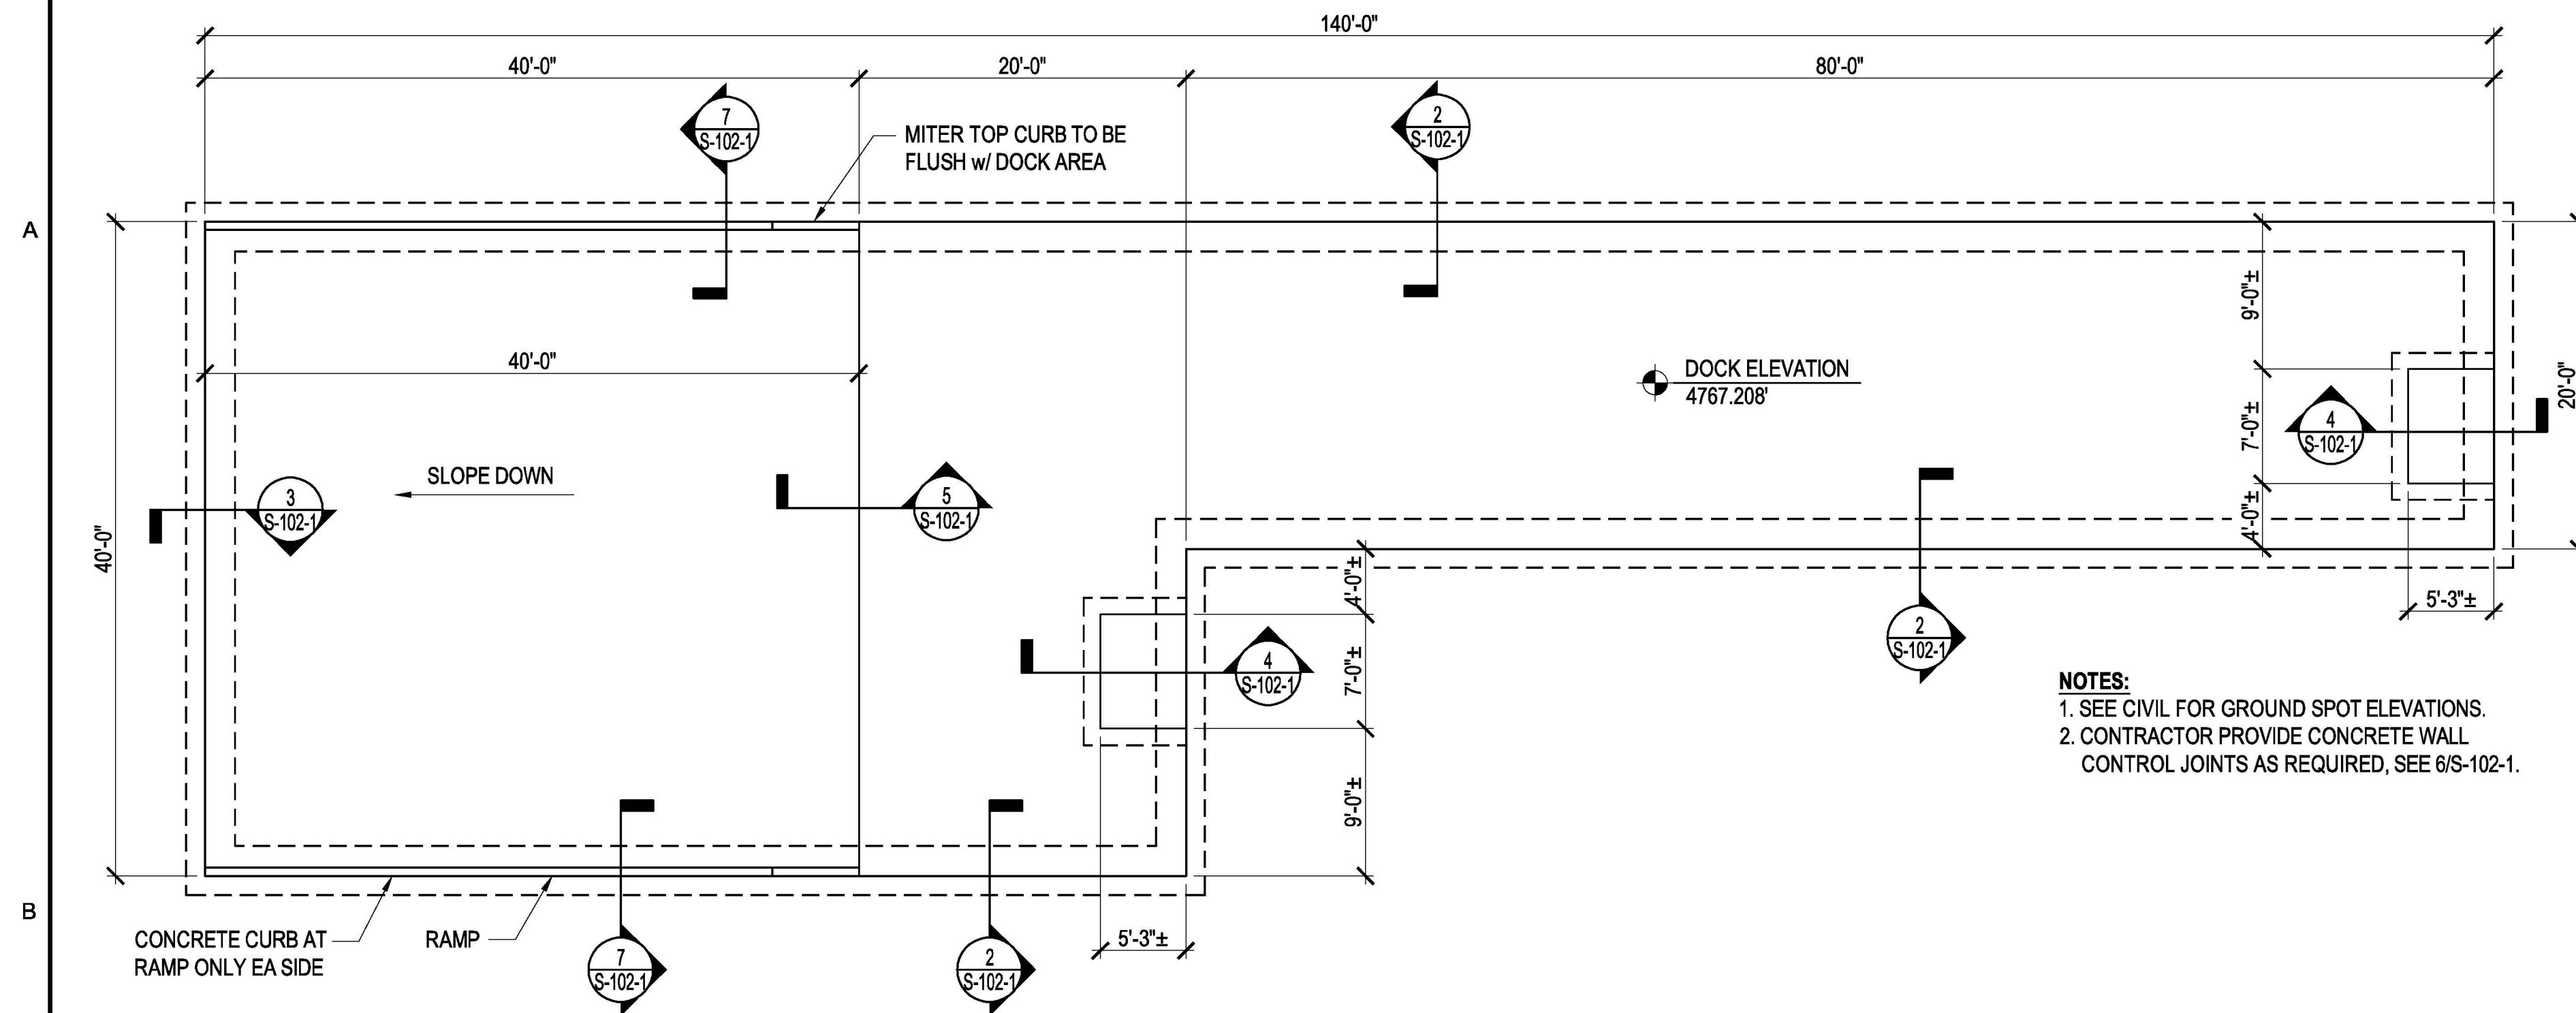 140'-0"
40'-0"
20'-0"
80'-0"
7
S-102-1
2
S-102-1
MITER TOP CURB TO BE
FLUSH w/ DOCK AREA
A
9'-0"±
40'-0"
DOCK ELEVATION
4767.208'
20'-0"
7'-0"±
4
S-102-1
SLOPE DOWN
3
S-102-1
5
S-102-1
4'-0"±
40'-0"
4'-0"±
5'-3"±
2
S-102-1
4
S-102-1
7'-0"±
NOTES:
1. SEE CIVIL FOR GROUND SPOT ELEVATIONS.
2. CONTRACTOR PROVIDE CONCRETE WALL
CONTROL JOINTS AS REQUIRED, SEE 6/S-102-1.
9'-0"±
B
CONCRETE CURB AT
RAMP ONLY EA SIDE
RAMP
7
S-102-1
2
S-102-1
5'-3"±